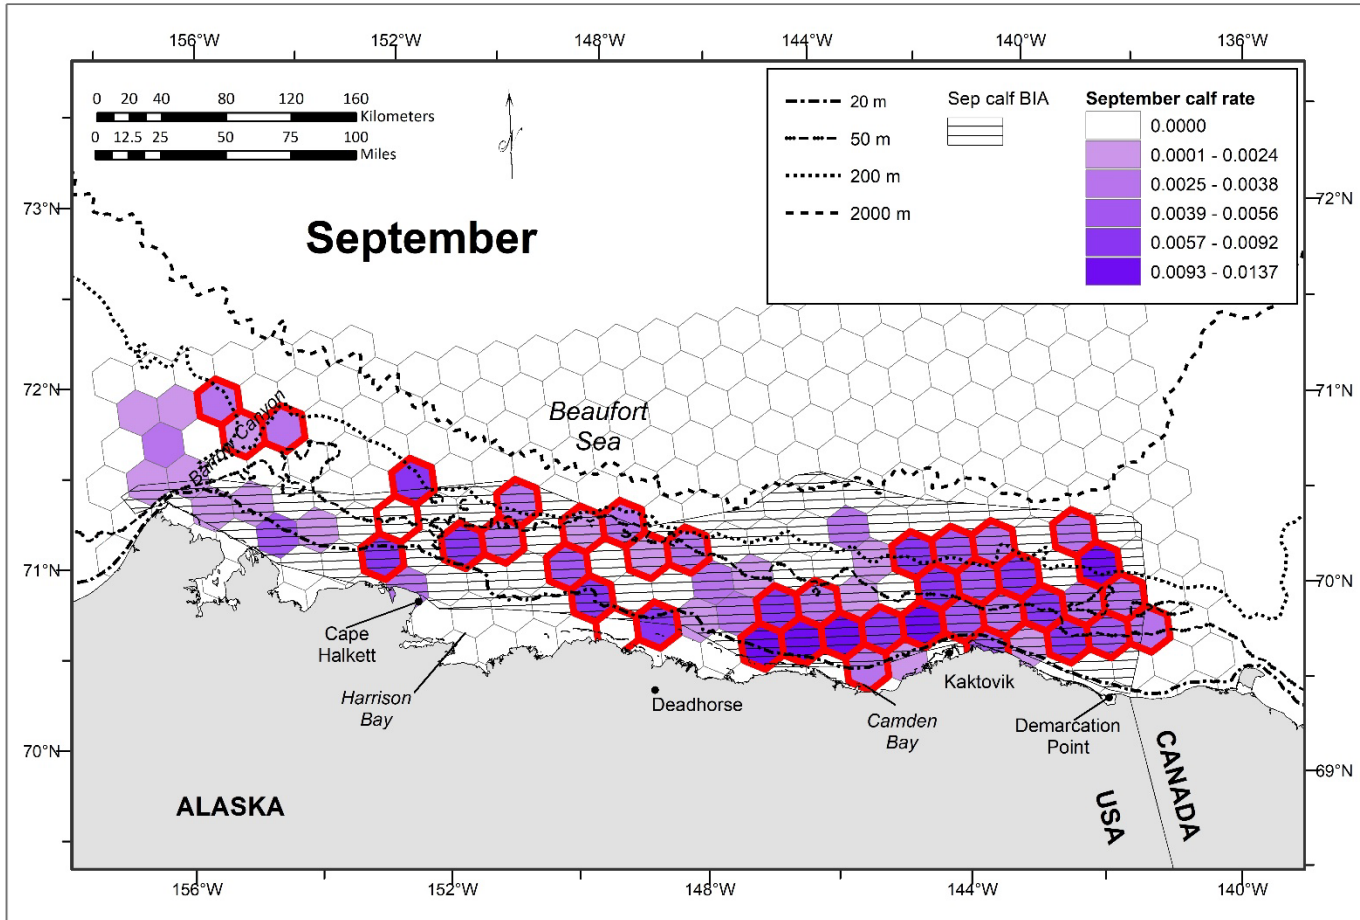 156°W 152°W 148°W 144°W 140°W 136°W
0 20 40 80 120 160
Kilometers
0 12.5 25 50 75 100
Miles
20 m
50 m
200 m
2000 m
Sep calf BIA
September calf rate
0.0000
0.0001 - 0.0024
0.0025 - 0.0038
0.0039 - 0.0056
0.0057 - 0.0092
0.0093 - 0.0137
73°N
72°N
September
72°N
71°N
Beaufort
Sea
Barrow Canyon
71°N
70°N
Cape
Halkett
Harrison
Bay
Deadhorse
Kaktovik
Camden
Bay
Demarcation
Point
70°N
69°N
ALASKA
USA
CANADA
156°W 152°W 148°W 144°W 140°W